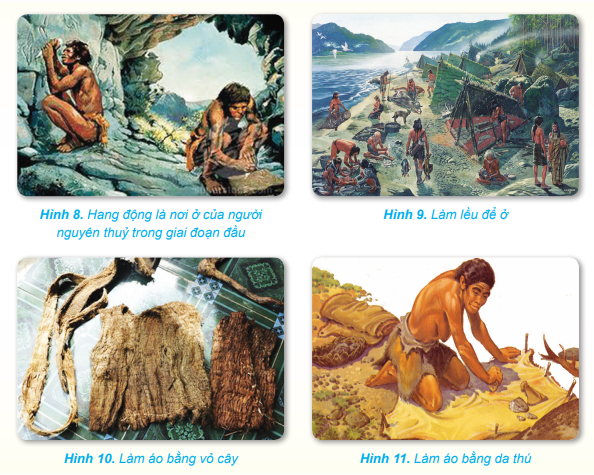 Hình 8. Hang động là nơi ở của người
nguyên thuỷ trong giai đoạn đầu
Hình 9. Làm lều để ở
Hình 10. Làm áo bằng vỏ cây
Hình 11. Làm áo bằng da thú